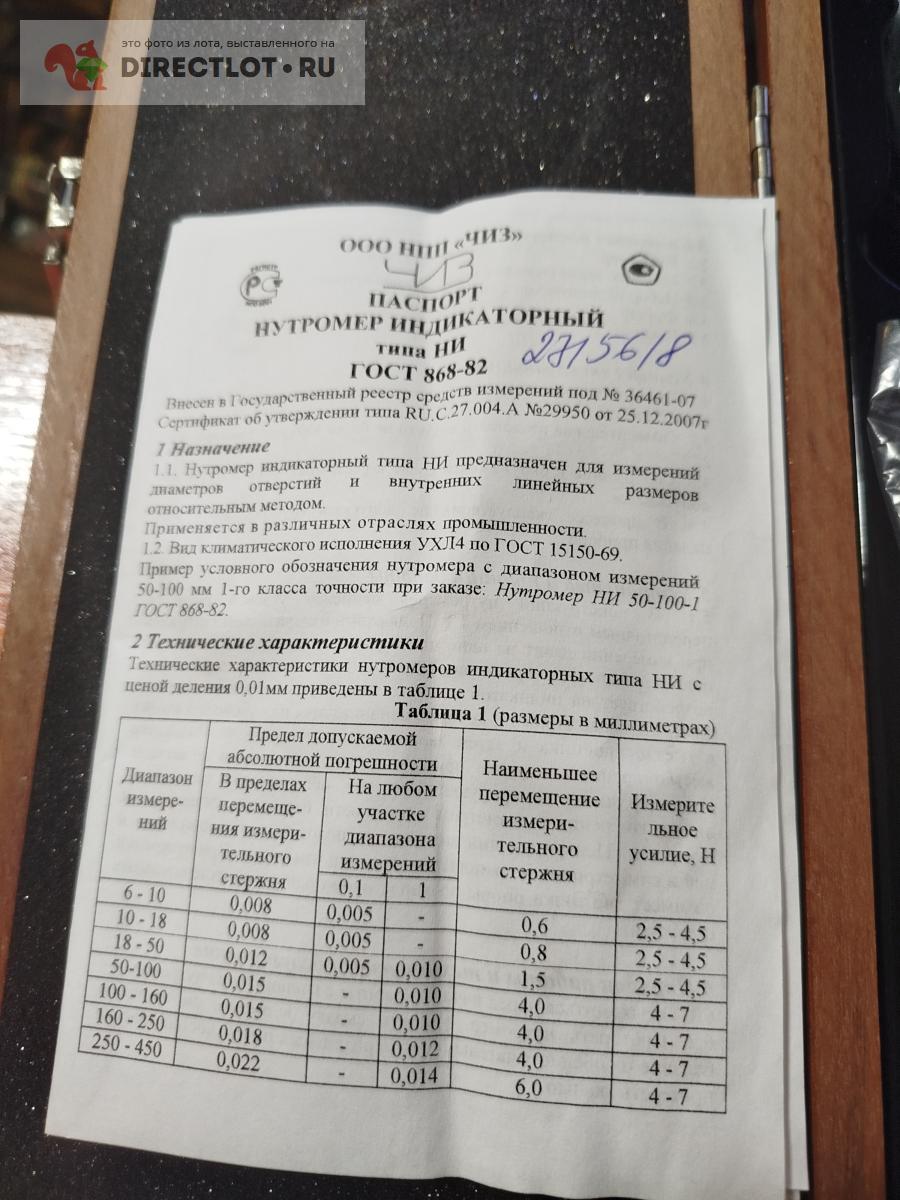 это фото из лота, выставленного на
DIRECTLOT.RU
ООО НПП «ЧИЗ»
ЧИЗ
РС
ПАСПОРТ
НУТРОМЕР ИНДИКАТОРНЫЙ
типа НИ
ГОСТ 868-82
Внесен в Государственный реестр средств измерений под № 36461-07
Сертификат об утверждении типа RU.C.27.004.A №29950 от 25.12.2007г
1 Назначение
1.1. Нутромер индикаторный типа НИ предназначен для измерений
диаметров отверстий и внутренних линейных размеров
относительным методом.
Применяется в различных отраслях промышленности.
1.2. Вид климатического исполнения УХЛ4 по ГОСТ 15150-69.
Пример условного обозначения нутромера с диапазоном измерений
50-100 мм 1-го класса точности при заказе: Нутромер НИ 50-100-1
ГОСТ 868-82.
2 Технические характеристики
Технические характеристики нутромеров индикаторных типа НИ с
ценой деления 0,01мм приведены в таблице 1.
Таблица 1 (размеры в миллиметрах)
Диапазон
измере-
ний
Предел допускаемой
абсолютной погрешности
В пределах
перемеще-
ния измери-
тельного
стержня
На любом
участке
диапазона
измерений
0,1 1
Наименьшее
перемещение
измери-
тельного
стержня
Измерите
льное
усилие, Н
6 - 10 0,008 0,005 - 0,6 2,5 - 4,5
10 - 18 0,008 0,005 - 0,8 2,5 - 4,5
18 - 50 0,012 0,005 0,010 1,5 2,5 - 4,5
50-100 0,015 - 0,010 4,0 4 - 7
100 - 160 0,015 - 0,010 4,0 4 - 7
160 - 250 0,018 - 0,012 4,0 4 - 7
250 - 450 0,022 - 0,014 6,0 4 - 7